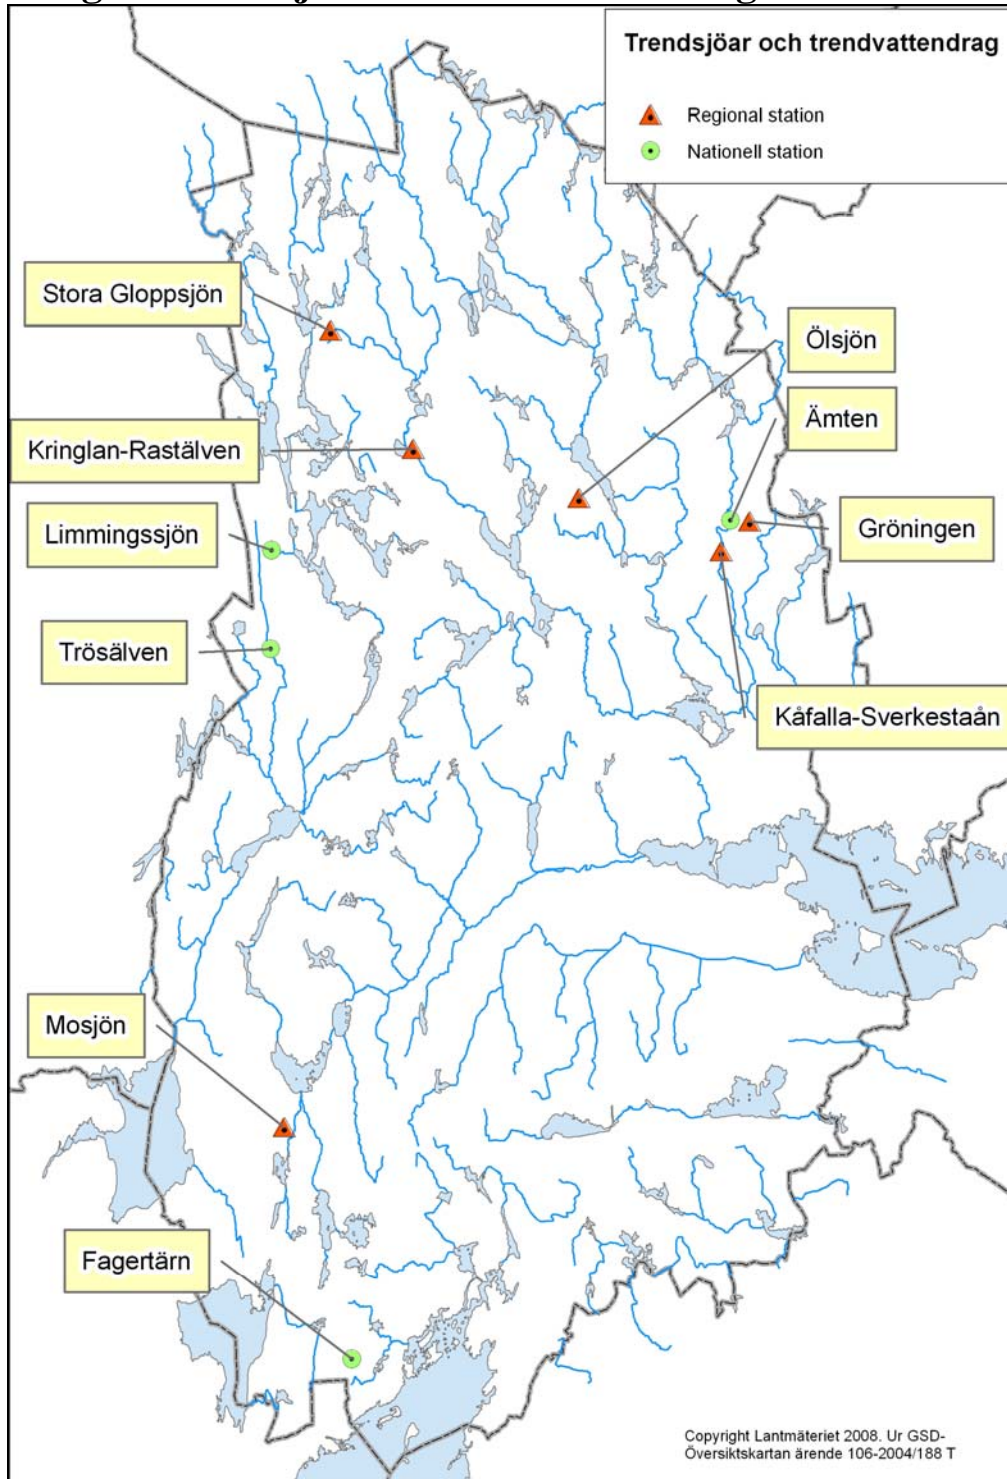 Trendsjöar och trendvattendrag
Regional station
Nationell station
Stora Gloppsjön
Ölsjön
Ämten
Kringlan-Rastälven
Limmingssjön
Gröningen
Trösälven
Kåfalla-Sverkestaån
Mosjön
Fagertärn
Copyright Lantmäteriet 2008. Ur GSD-
Översiktskartan ärende 106-2004/188 T